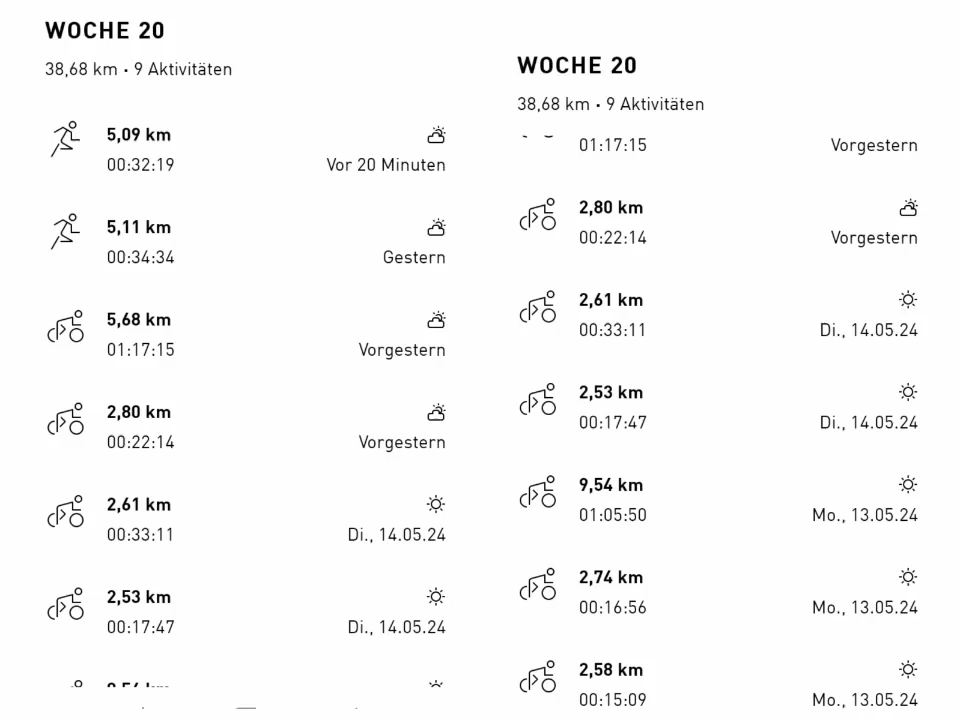 WOCHE 20
38,68 km • 9 Aktivitäten
5,09 km
00:32:19 Vor 20 Minuten
5,11 km
00:34:34 Gestern
5,68 km
01:17:15 Vorgestern
2,80 km
00:22:14 Vorgestern
2,61 km
00:33:11 Di., 14.05.24
2,53 km
00:17:47 Di., 14.05.24
WOCHE 20
38,68 km • 9 Aktivitäten
01:17:15 Vorgestern
2,80 km
00:22:14 Vorgestern
2,61 km
00:33:11 Di., 14.05.24
2,53 km
00:17:47 Di., 14.05.24
9,54 km
01:05:50 Mo., 13.05.24
2,74 km
00:16:56 Mo., 13.05.24
2,58 km
00:15:09 Mo., 13.05.24